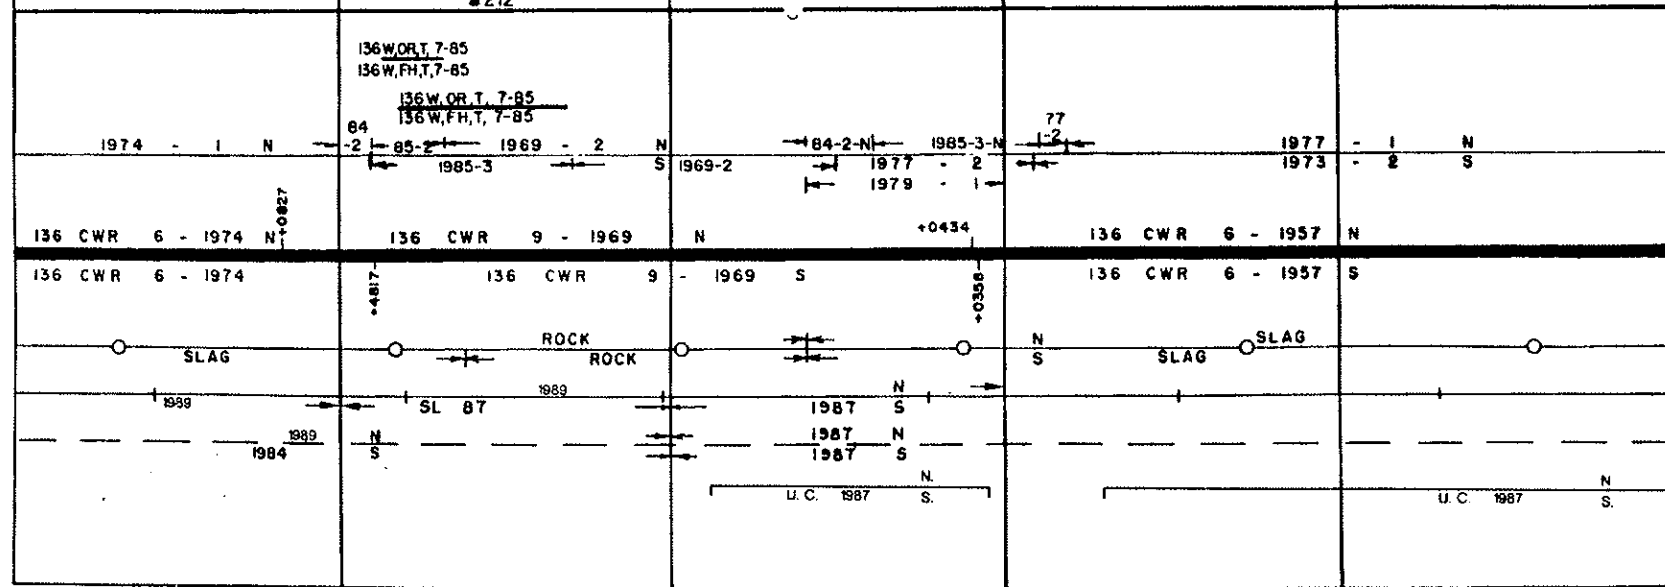 136 W, OR, T, 7-85
136 W, FH, T, 7-85
136 W, OR, T, 7-85
136 W, FH, T, 7-85
1974 - 1 N
84
-2
85-2
1969 - 2 N
84-2-N
1985-3-N
77
-2
1977 - 1 N
1985-3
S
1969-2
1977 - 2
1973 - 2 S
1979 - 1
+0827
136 CWR 6 - 1974 N
136 CWR 9 - 1969 N
+0434
136 CWR 6 - 1957 N
136 CWR 6 - 1974
+4817
136 CWR 9 - 1969 S
+0358
136 CWR 6 - 1957 S
SLAG
ROCK
ROCK
N
S
SLAG
SLAG
1989
SL 87
1989
N
1987 S
1989 N
1984 S
1987 N
1987 S
N.
U. C. 1987 S.
N
U. C. 1987 S.